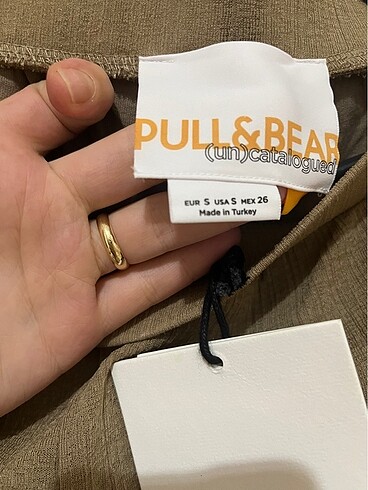 PULL&BEAR
(un)catalogued
EUR S USA S MEX 26
Made in Turkey